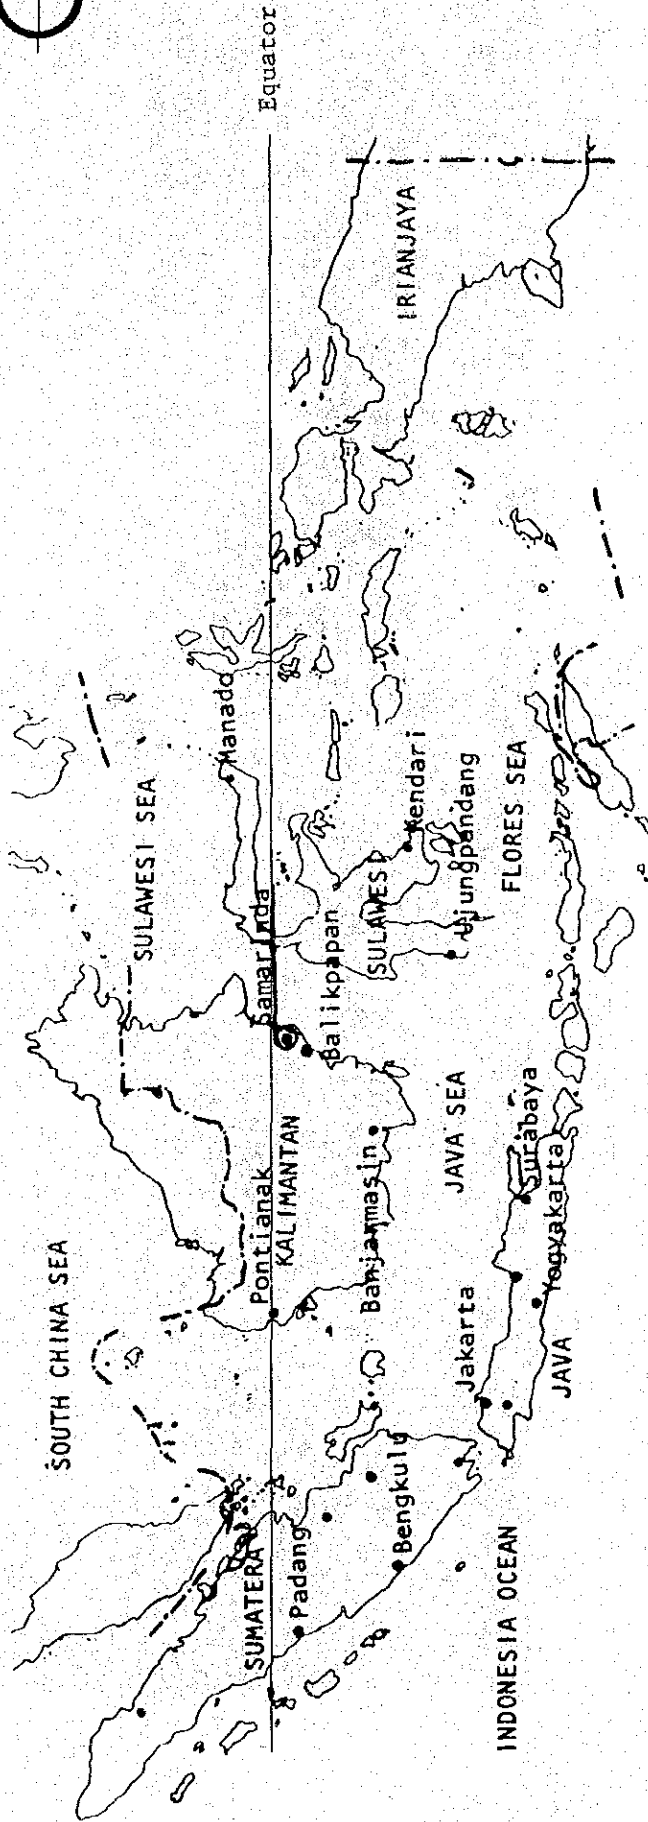 Equator
SOUTH CHINA SEA
SULAWESI SEA
Manado
Samarinda
Pontianak
KALIMANTAN
Balikpapan
SUMATERA
Padang
Banjarmasin
SULAWESI
Kendari
IRIANJAYA
Bengkulu
JAVA SEA
Ujungpandang
Jakarta
FLORES SEA
Surabaya
Yogyakarta
JAVA
INDONESIA OCEAN